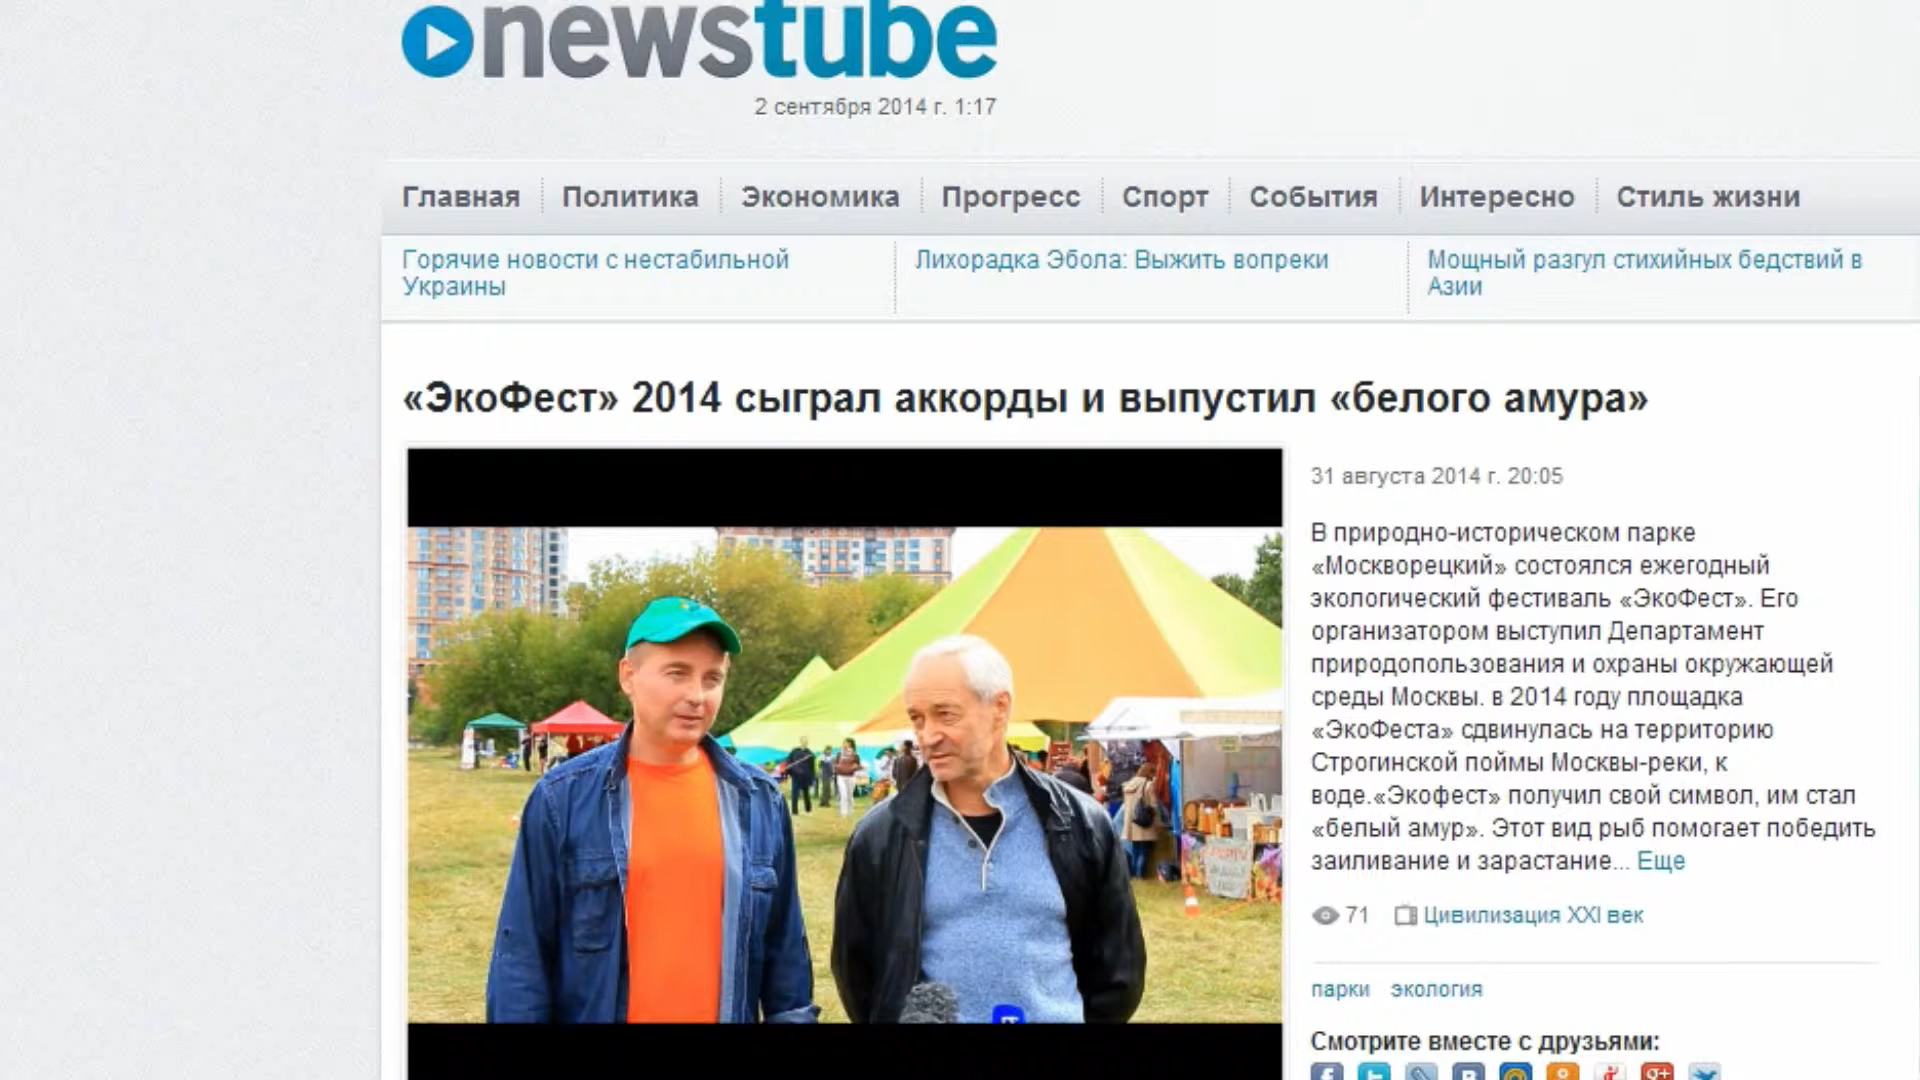 newstube
2 сентября 2014 г. 1:17
Главная Политика Экономика Прогресс Спорт События Интересно Стиль жизни
Горячие новости с нестабильной
Украины
Лихорадка Эбола: Выжить вопреки
Мощный разгул стихийных бедствий в
Азии
«ЭкоФест» 2014 сыграл аккорды и выпустил «белого амура»
31 августа 2014 г. 20:05
В природно-историческом парке
«Москворецкий» состоялся ежегодный
экологический фестиваль «ЭкоФест». Его
организатором выступил Департамент
природопользования и охраны окружающей
среды Москвы. в 2014 году площадка
«ЭкоФеста» сдвинулась на территорию
Строгинской поймы Москвы-реки, к
воде.«Экофест» получил свой символ, им стал
«белый амур». Этот вид рыб помогает победить
заиливание и зарастание... Еще
71 Цивилизация XXI век
парки экология
Смотрите вместе с друзьями: